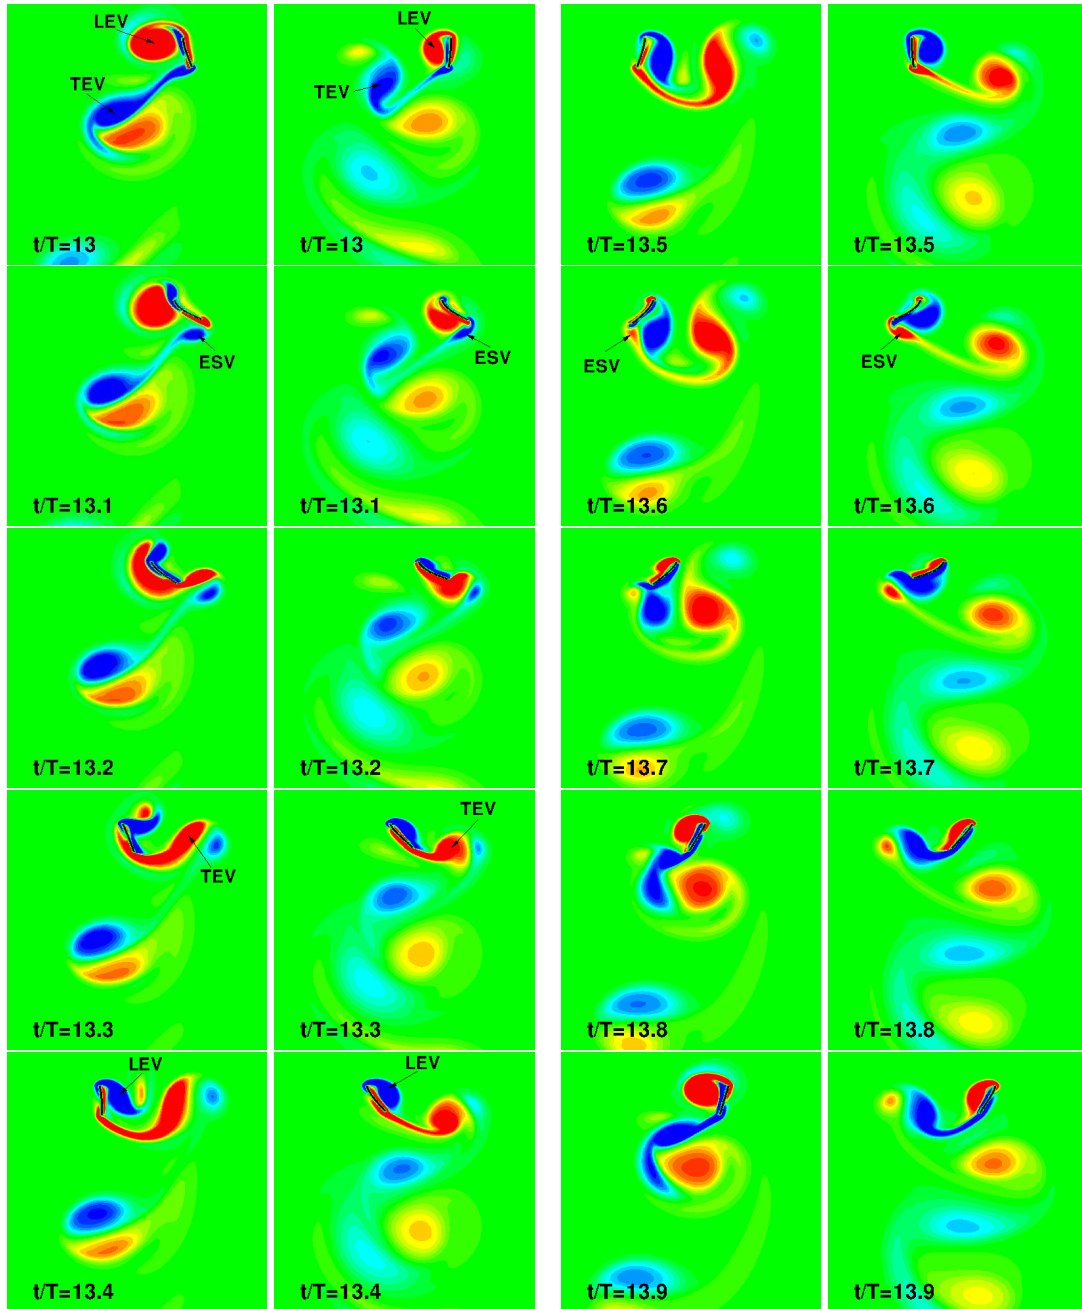 LEV
TEV
t/T=13
LEV
TEV
t/T=13
t/T=13.5
t/T=13.5
ESV
t/T=13.1
ESV
t/T=13.1
ESV
t/T=13.6
ESV
t/T=13.6
t/T=13.2
t/T=13.2
t/T=13.7
t/T=13.7
TEV
t/T=13.3
TEV
t/T=13.3
t/T=13.8
t/T=13.8
LEV
t/T=13.4
LEV
t/T=13.4
t/T=13.9
t/T=13.9